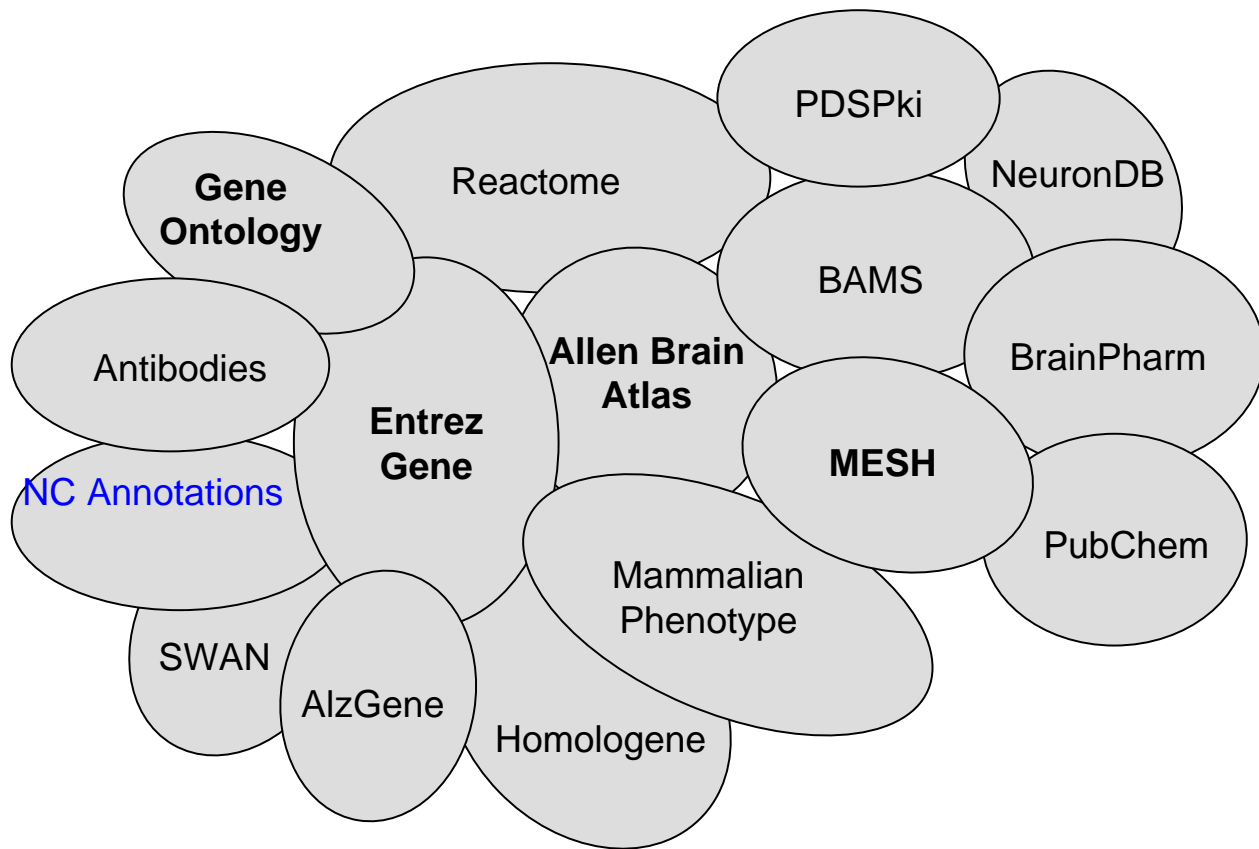 PDSPki
NeuronDB
Reactome
Gene
Ontology
BAMS
Allen Brain
Atlas
BrainPharm
Antibodies
Entrez
Gene
MESH
NC Annotations
PubChem
Mammalian
Phenotype
SWAN
AlzGene
Homologene